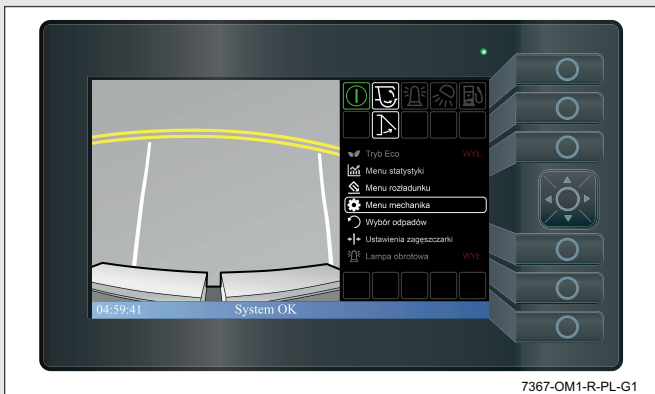 Tryb Eco WYŁ.
Menu statystyki
Menu rozładunku
Menu mechanika
Wybór odpadów
Ustawienia zagęszczarki
Lampa obrotowa WYŁ.
04:59:41 System OK
7367-OM1-R-PL-G1